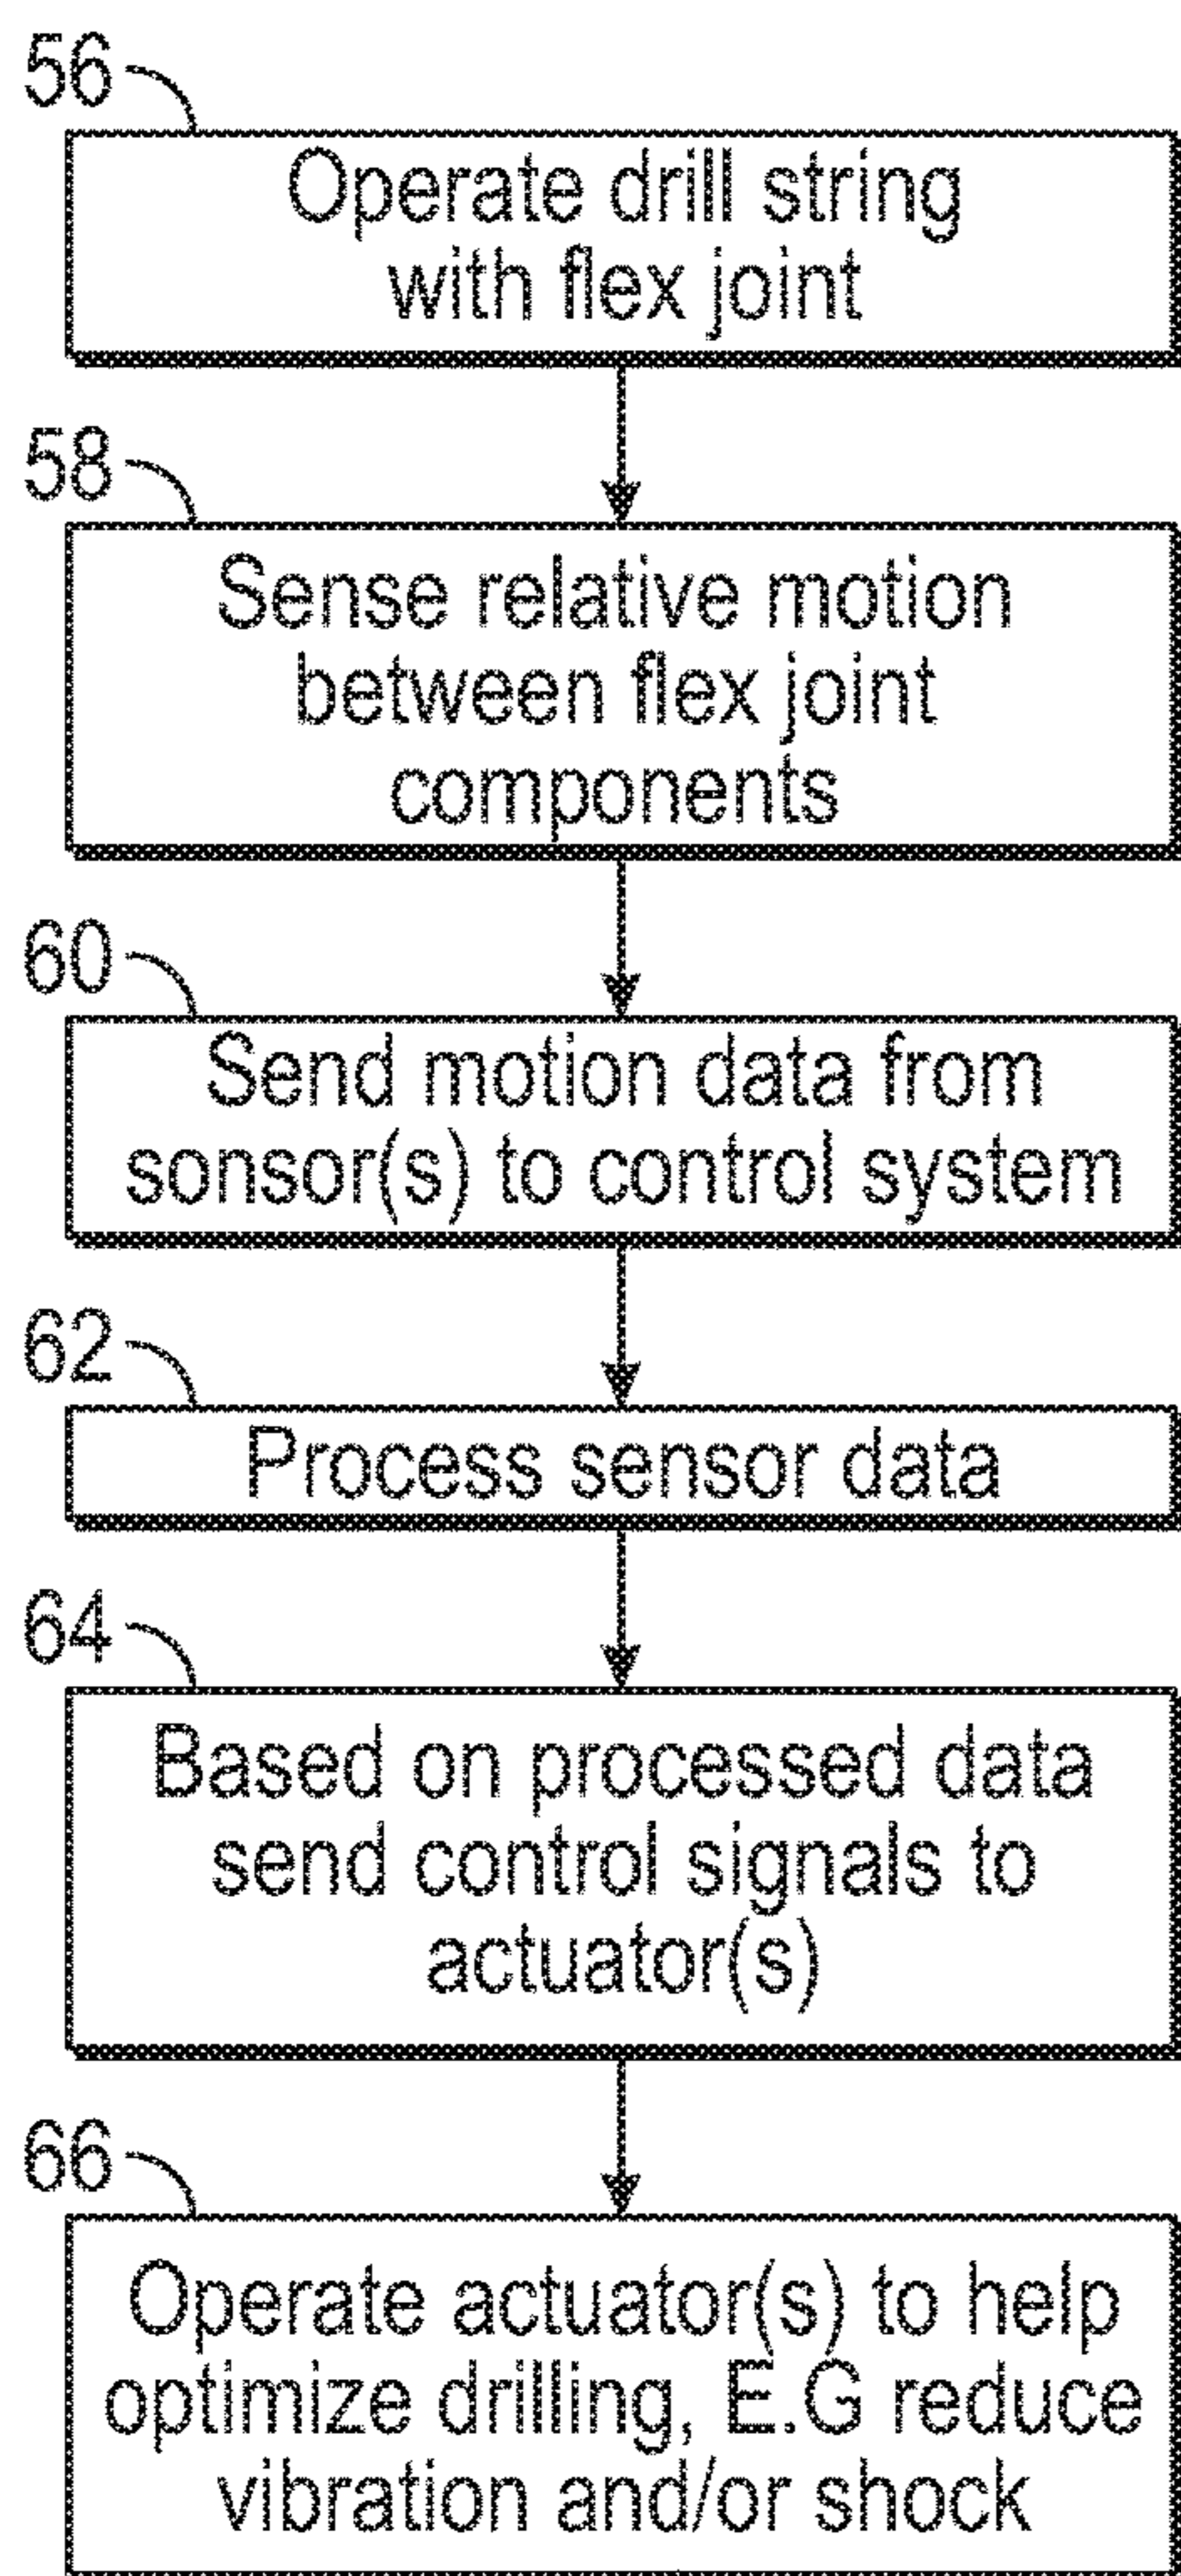 56
Operate drill string
with flex joint
58
Sense relative motion
between flex joint
components
60
Send motion data from
sonsor(s) to control system
62
Process sensor data
64
Based on processed data
send control signals to
actuator(s)
66
Operate actuator(s) to help
optimize drilling, E.G reduce
vibration and/or shock